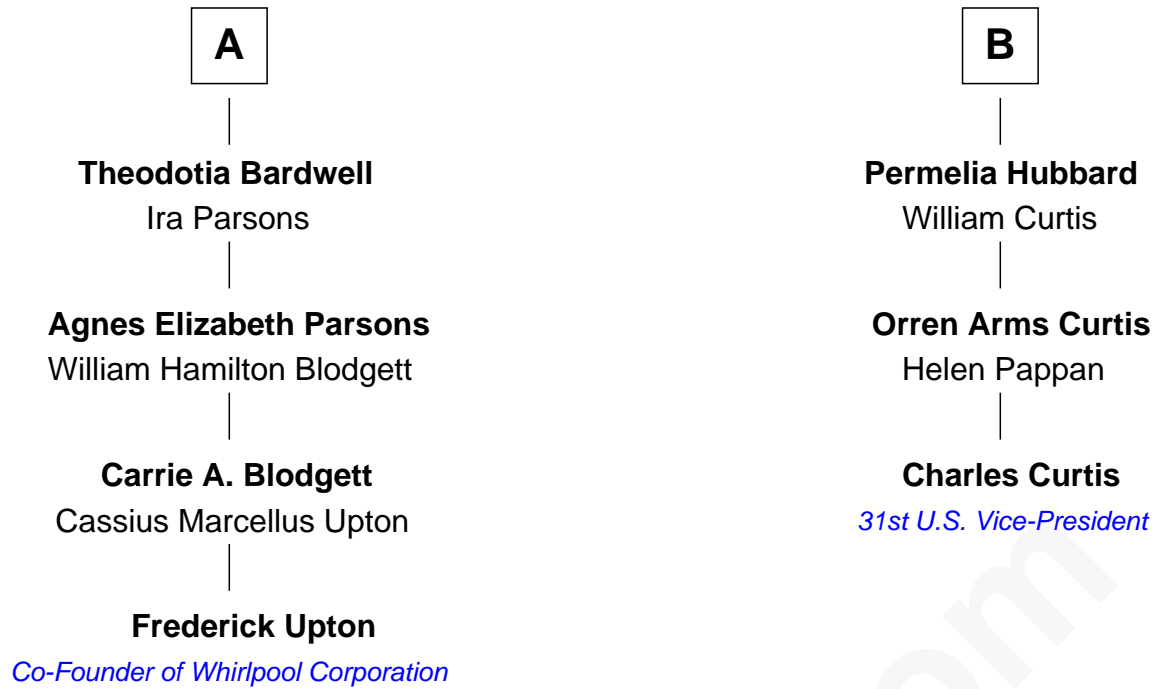 A
Theodotia Bardwell
Ira Parsons
Agnes Elizabeth Parsons
William Hamilton Blodgett
Carrie A. Blodgett
Cassius Marcellus Upton
Frederick Upton
Co-Founder of Whirlpool Corporation
B
Permelia Hubbard
William Curtis
Orren Arms Curtis
Helen Pappan
Charles Curtis
31st U.S. Vice-President
om